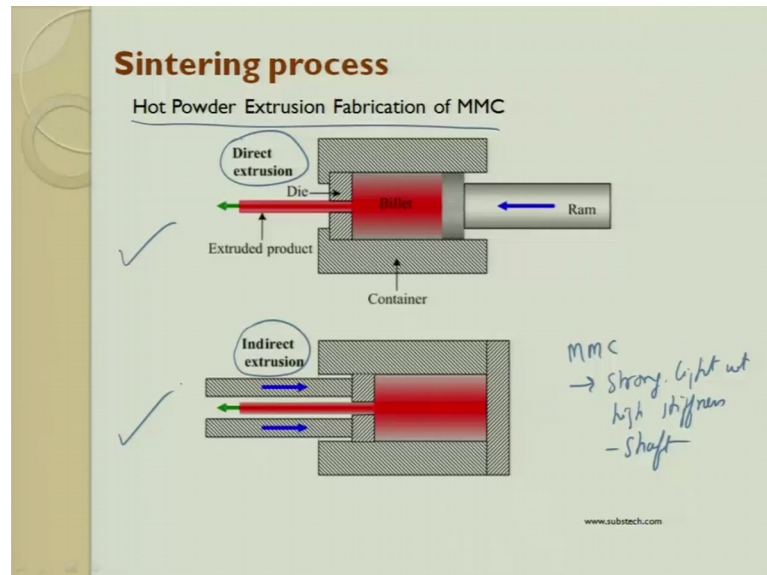 Sintering process
Hot Powder Extrusion Fabrication of MMC
Direct
extrusion
Die
Billet
Ram
Extruded product
Container
Indirect
extrusion
MMC
→ Strong. light wt
high stiffness
- Shaft
www.substech.com